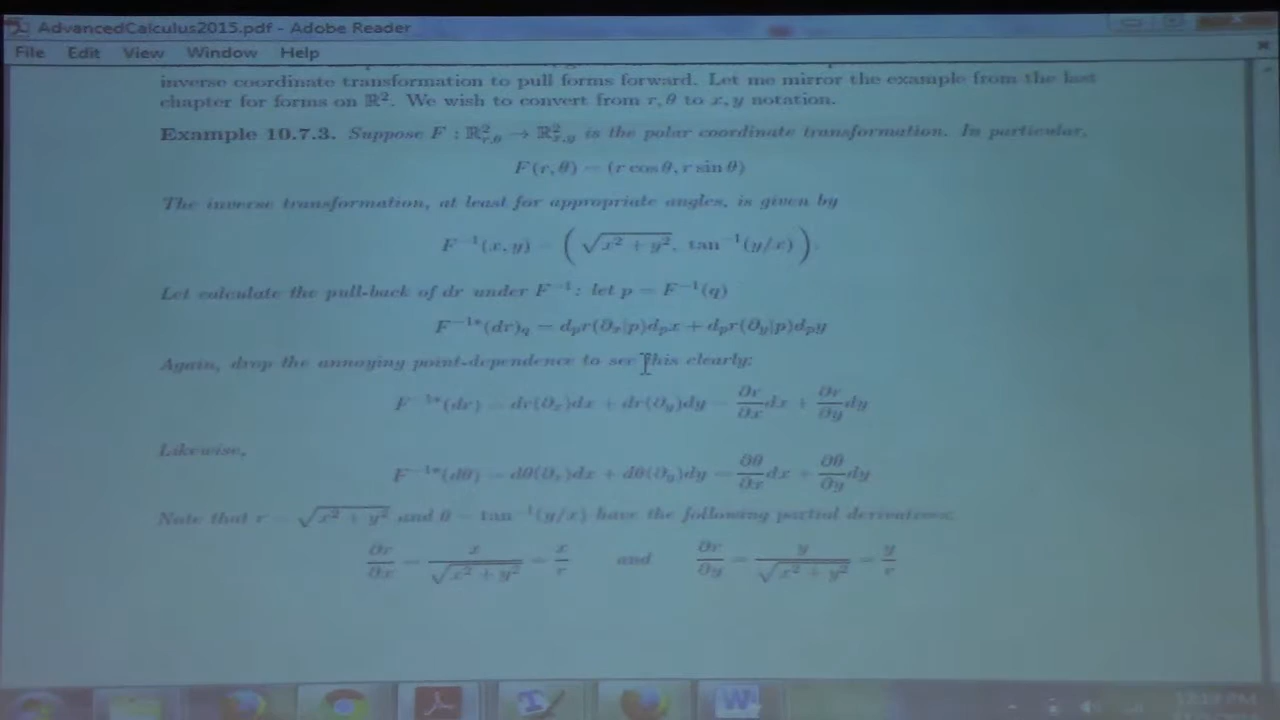 AdvancedCalculus2015.pdf - Adobe Reader
File Edit View Window Help
inverse coordinate transformation to pull forms forward. Let me mirror the example from the last
chapter for forms on ℝ². We wish to convert from r, θ to x, y notation.
Example 10.7.3. Suppose F : ℝ²_{r,θ} → ℝ²_{x,y} is the polar coordinate transformation. In particular,
F(r, θ) = (r cos θ, r sin θ)
The inverse transformation, at least for appropriate angles, is given by
F⁻¹(x, y) = (√(x² + y²), tan⁻¹(y/x)).
Let calculate the pull-back of dr under F⁻¹: let p = F⁻¹(q)
F⁻¹*(dr)_q = d_p r(∂_x|p)d_p x + d_p r(∂_y|p)d_p y
Again, drop the annoying point-dependence to see this clearly:
F⁻¹*(dr) = dr(∂_x)dx + dr(∂_y)dy = ∂r/∂x dx + ∂r/∂y dy
Likewise,
F⁻¹*(dθ) = dθ(∂_x)dx + dθ(∂_y)dy = ∂θ/∂x dx + ∂θ/∂y dy
Note that r = √(x² + y²) and θ = tan⁻¹(y/x) have the following partial derivatives:
∂r/∂x = x/√(x² + y²) = x/r and ∂r/∂y = y/√(x² + y²) = y/r